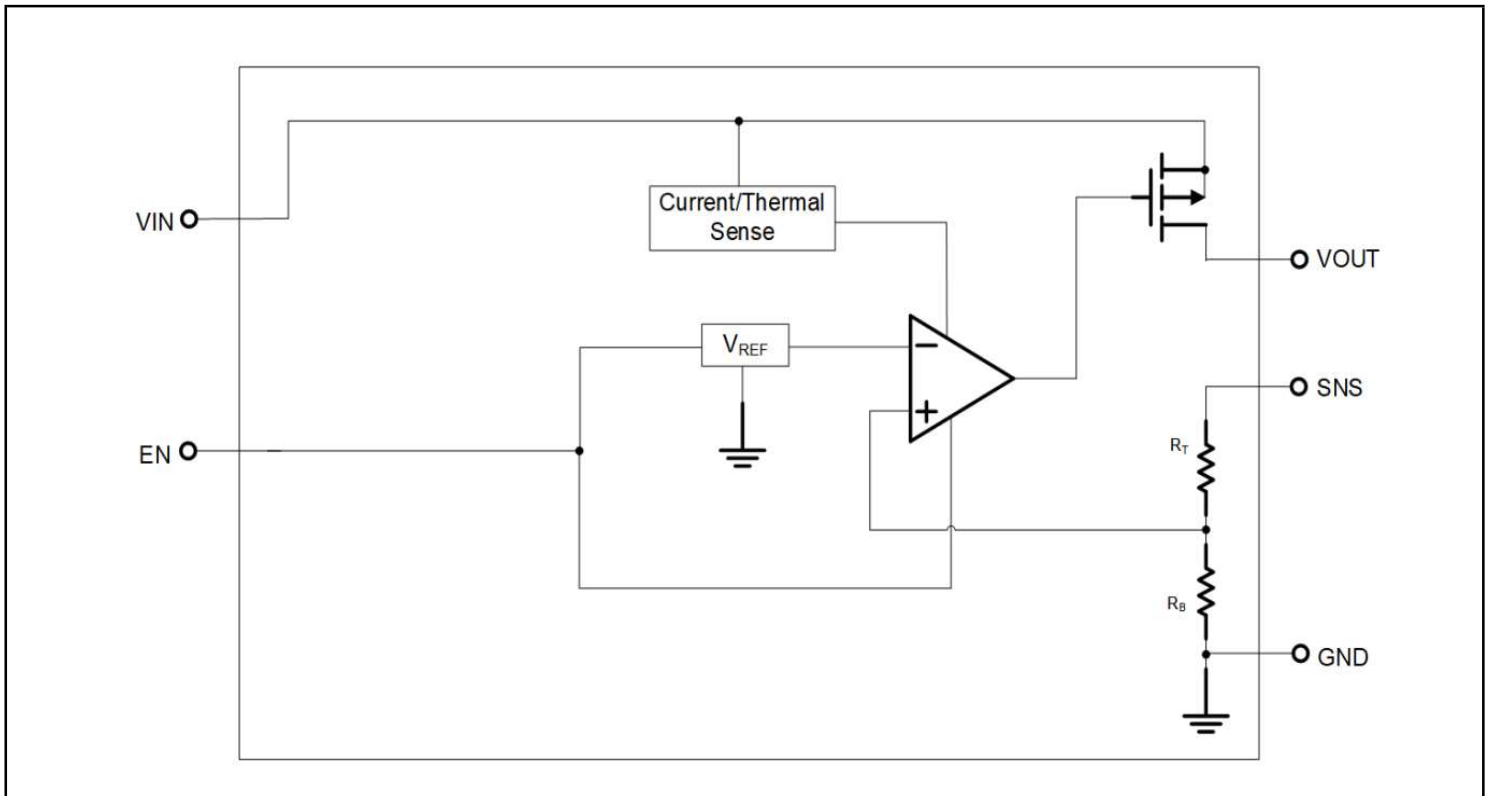 Current/Thermal
Sense
VIN
VOUT
VREF
−
+
SNS
EN
RT
RB
GND